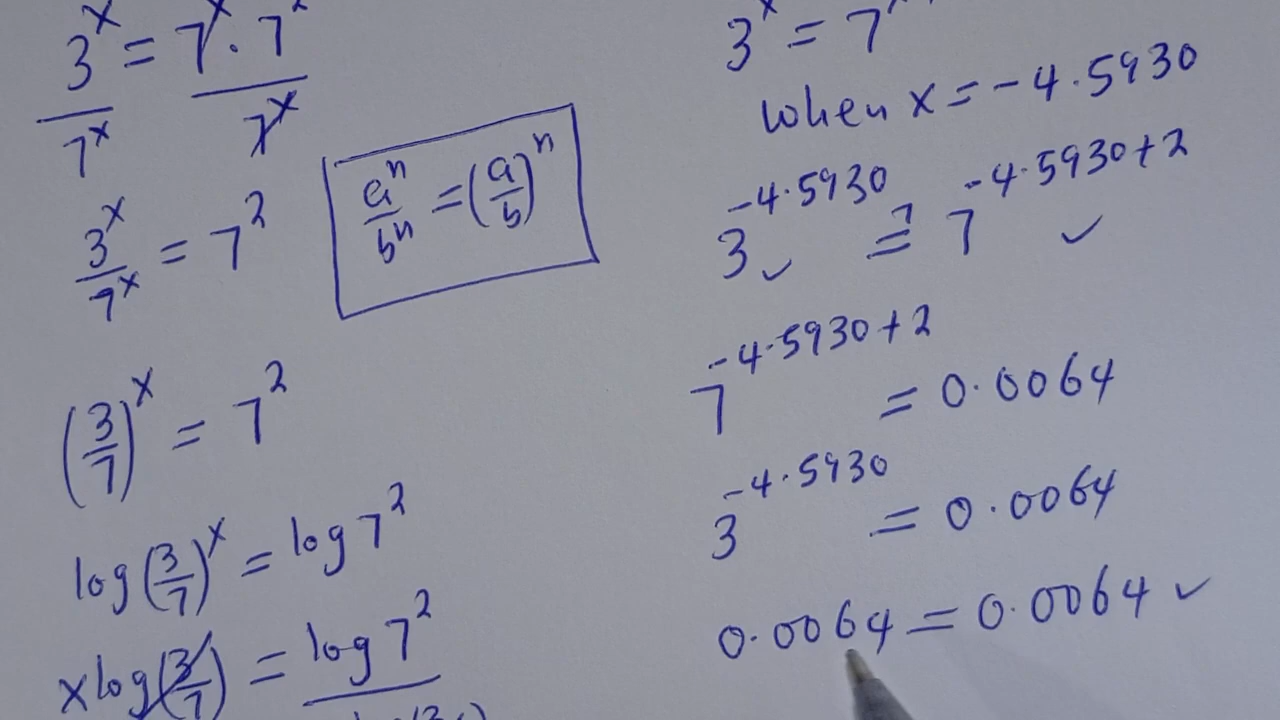 3^x = 7^x · 7^2
7^x 7^x
3^x/7^x = 7^2
a^n/b^n = (a/b)^n
(3/7)^x = 7^2
log(3/7)^x = log 7^2
x log(3/7) = log 7^2
3^x = 7
when x = -4.5930
3^-4.5930 ≟ 7^-4.5930+2
7^-4.5930+2 = 0.0064
3^-4.5930 = 0.0064
0.0064 = 0.0064 ✓